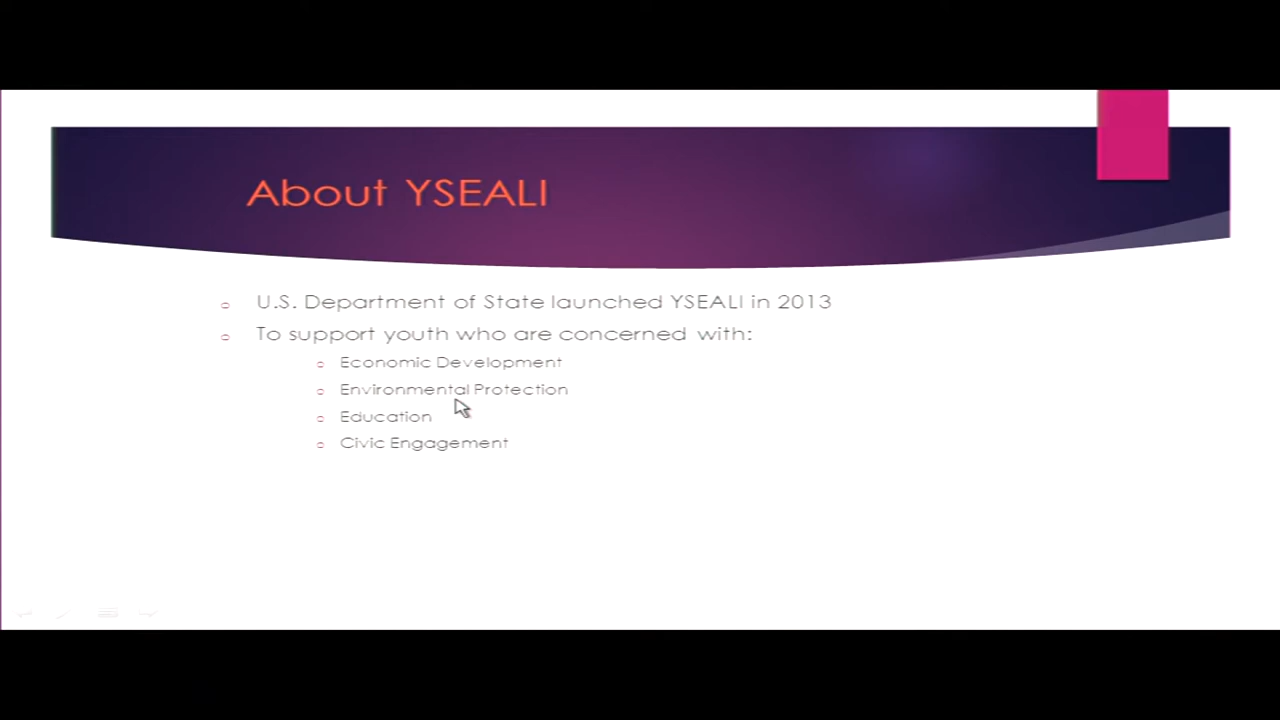 About YSEALI
U.S. Department of State launched YSEALI in 2013
To support youth who are concerned with:
Economic Development
Environmental Protection
Education
Civic Engagement